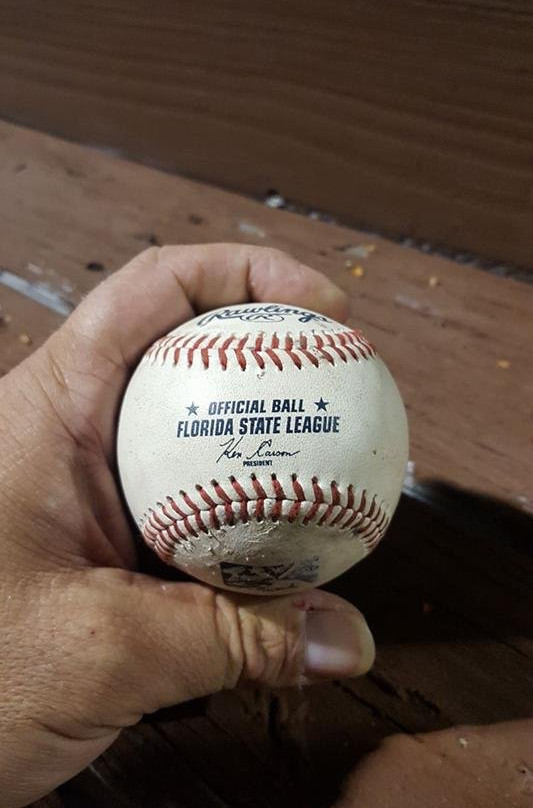 Rawlings
R
★ OFFICIAL BALL ★
FLORIDA STATE LEAGUE
Ken Carson
PRESIDENT